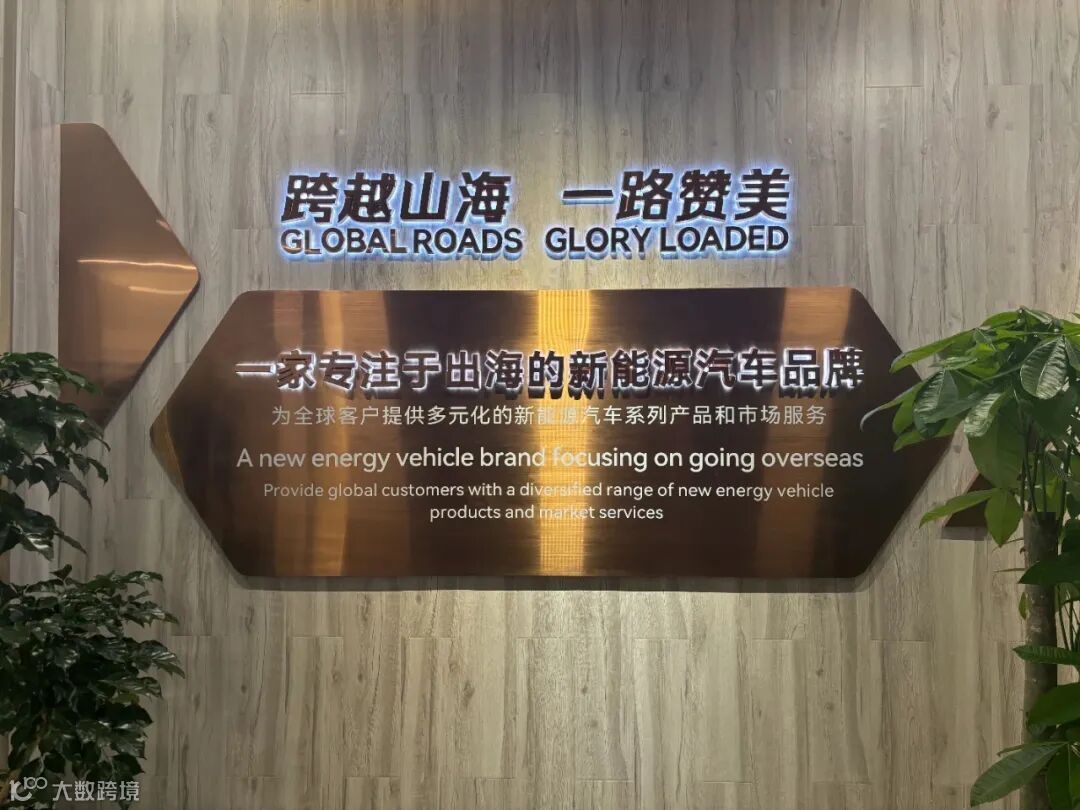 跨越山海 一路赞美
GLOBAL ROADS GLORY LOADED
一家专注于出海的新能源汽车品牌
为全球客户提供多元化的新能源汽车系列产品和市场服务
A new energy vehicle brand focusing on going overseas
Provide global customers with a diversified range of new energy vehicle
products and market services
大数跨境